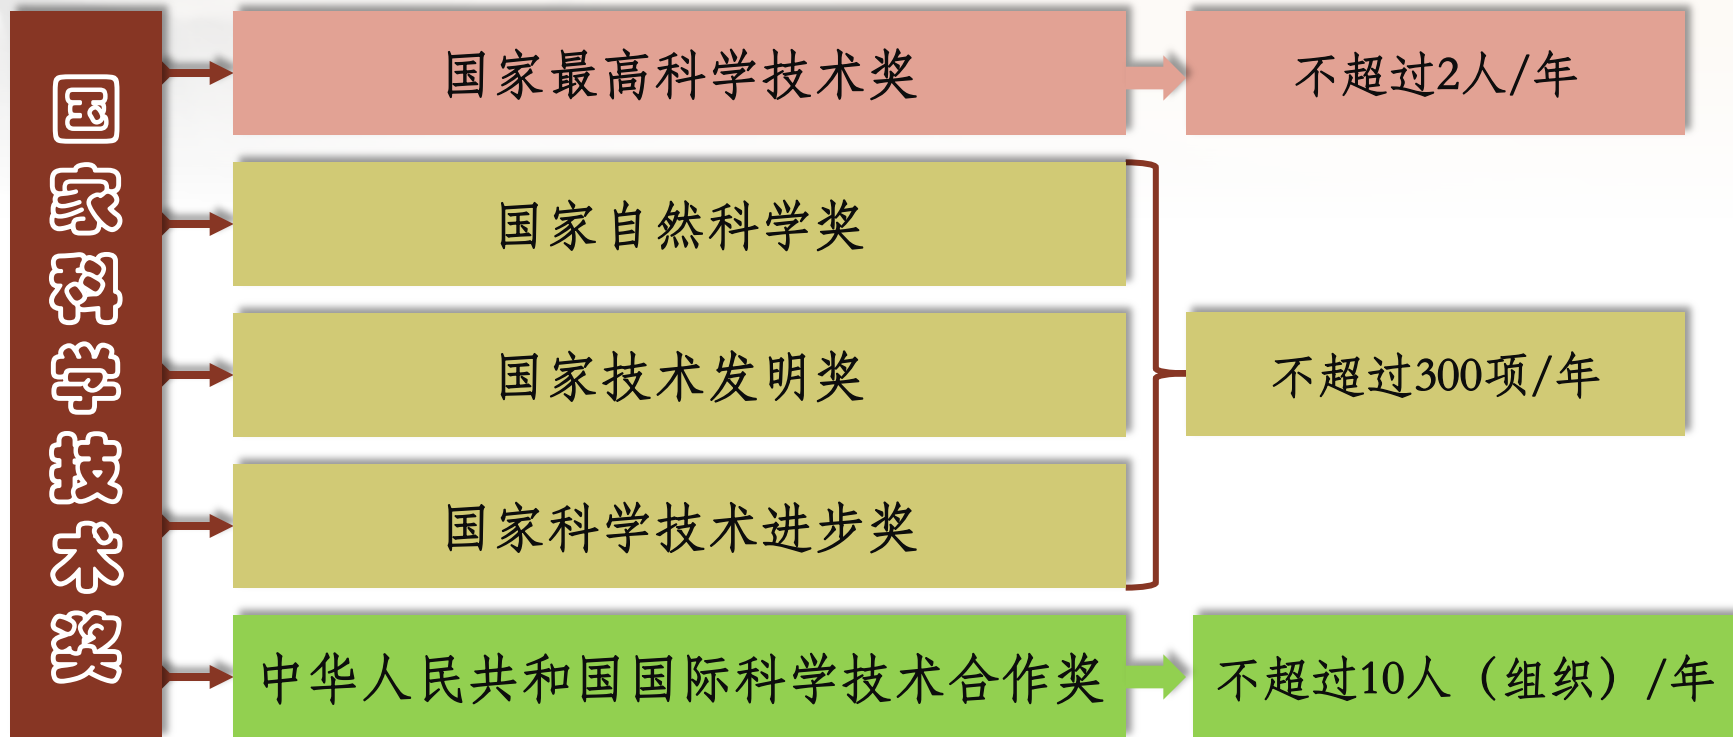 国家科学技术奖
国家最高科学技术奖
不超过2人/年
国家自然科学奖
国家技术发明奖
不超过300项/年
国家科学技术进步奖
中华人民共和国国际科学技术合作奖
不超过10人（组织）/年